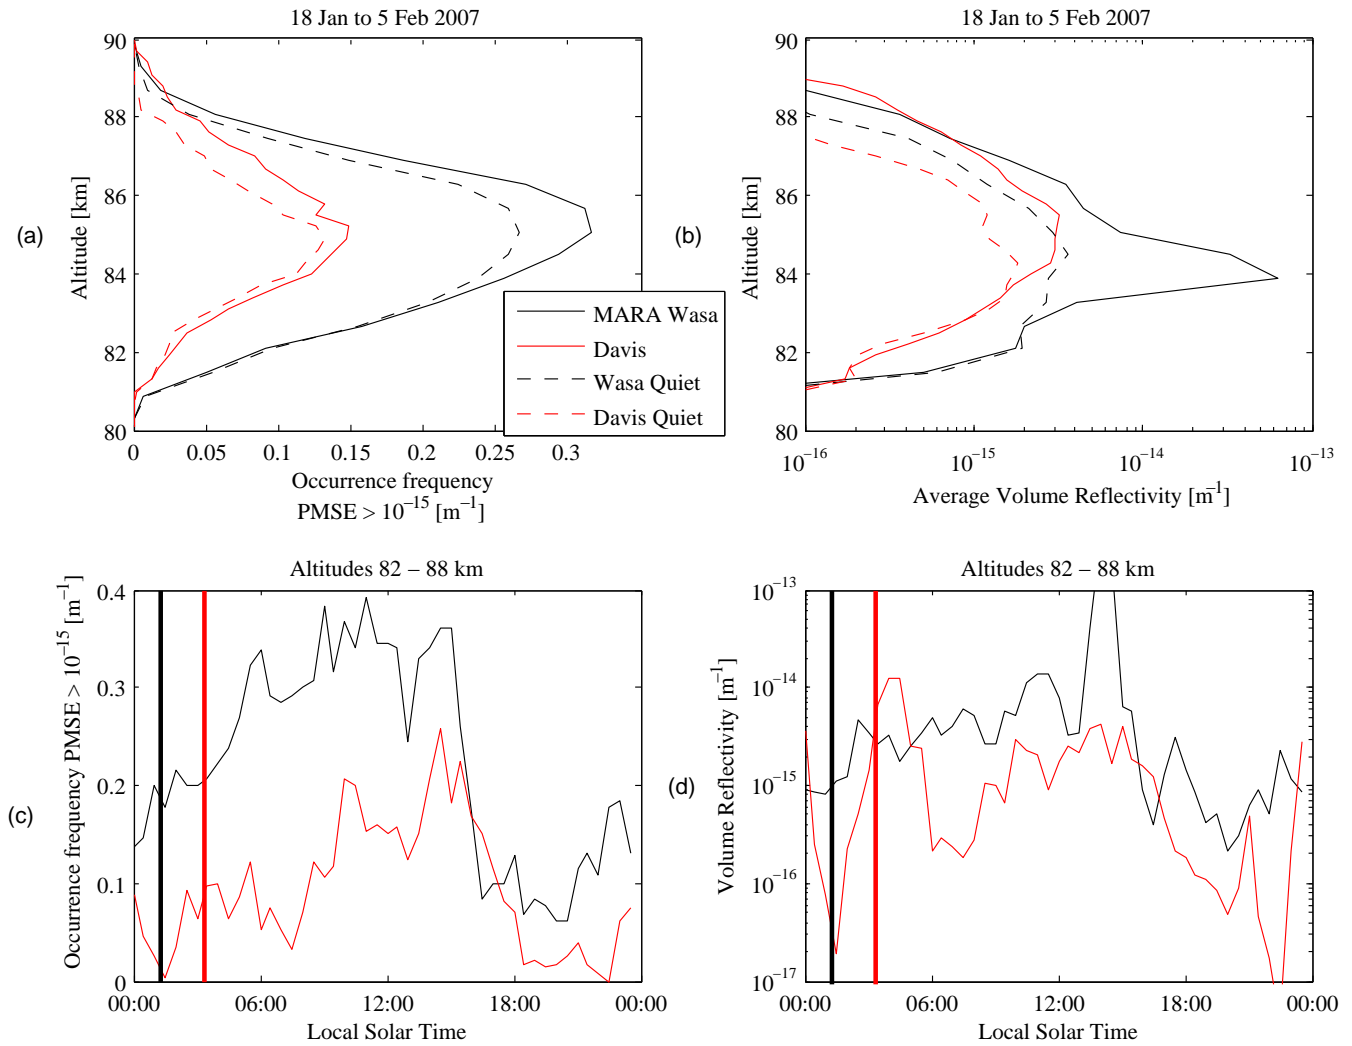 18 Jan to 5 Feb 2007
90
88
86
84
82
80
Altitude [km]
(a)
0
0.05
0.1
0.15
0.2
0.25
0.3
Occurrence frequency
PMSE > 10^−15 [m^−1]
MARA Wasa
Davis
Wasa Quiet
Davis Quiet
18 Jan to 5 Feb 2007
90
88
86
84
82
80
Altitude [km]
(b)
10^−16
10^−15
10^−14
10^−13
Average Volume Reflectivity [m^−1]
Altitudes 82 – 88 km
0.4
0.3
0.2
0.1
0
Occurrence frequency PMSE > 10^−15 [m^−1]
(c)
00:00
06:00
12:00
18:00
00:00
Local Solar Time
Altitudes 82 – 88 km
10^−13
10^−14
10^−15
10^−16
10^−17
Volume Reflectivity [m^−1]
(d)
00:00
06:00
12:00
18:00
00:00
Local Solar Time